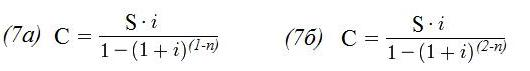 (7а) C = S · i / 1 − (1 + i)^(1-n) (7б) C = S · i / 1 − (1 + i)^(2-n)